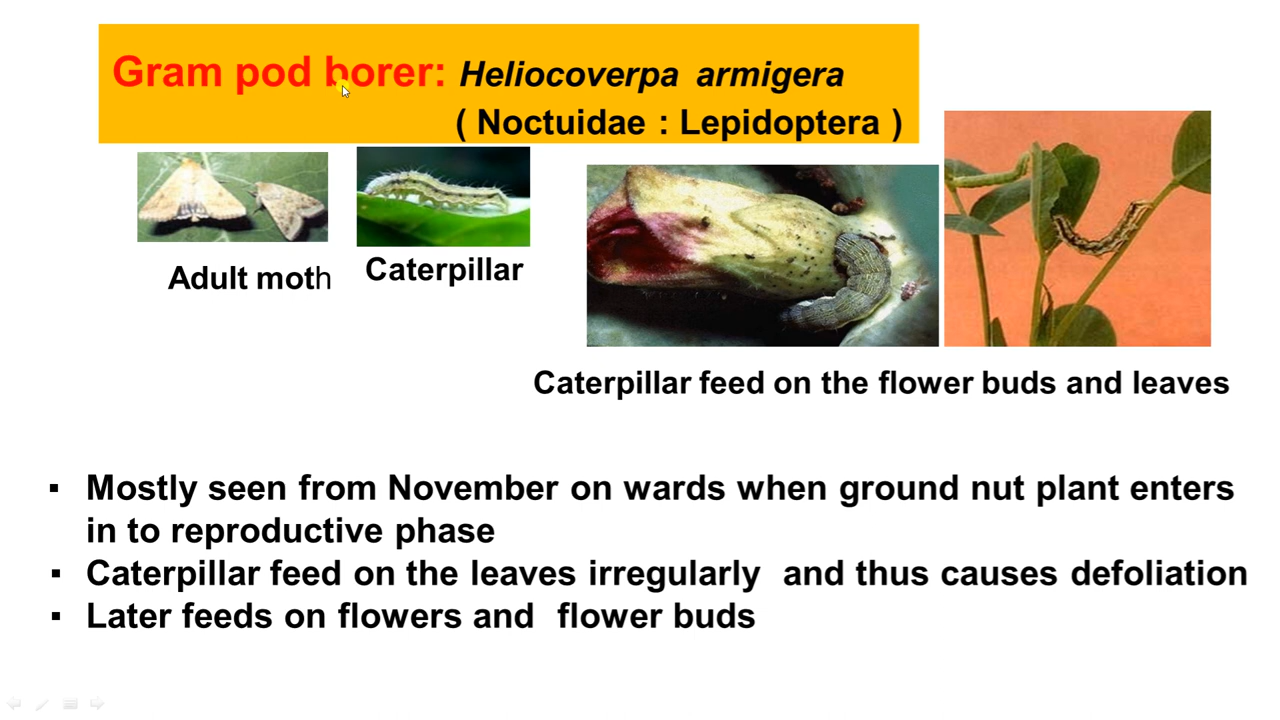 Gram pod borer: Heliocoverpa armigera
( Noctuidae : Lepidoptera )
Adult moth
Caterpillar
Caterpillar feed on the flower buds and leaves
▪ Mostly seen from November on wards when ground nut plant enters
in to reproductive phase
▪ Caterpillar feed on the leaves irregularly and thus causes defoliation
▪ Later feeds on flowers and flower buds